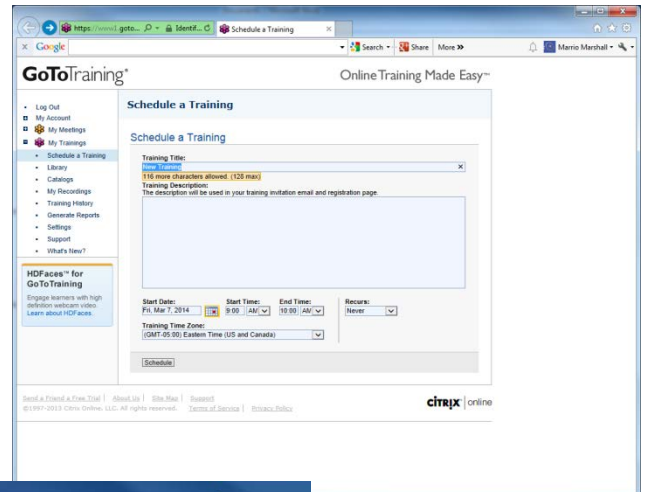 https://www1.goto...
Identif...
Schedule a Training
x Google
Search
Share
More »
Marrio Marshall
GoToTraining®
Online Training Made Easy™
Log Out
My Account
My Meetings
My Trainings
Schedule a Training
Library
Catalogs
My Recordings
Training History
Generate Reports
Settings
Support
What's New?
HDFaces™ for
GoToTraining
Engage learners with high
definition webcam video.
Learn about HDFaces.
Schedule a Training
Schedule a Training
Training Title:
New Training
116 more characters allowed. (128 max)
Training Description:
The description will be used in your training invitation email and registration page.
Start Date:
Start Time:
End Time:
Recurs:
Fri, Mar 7, 2014
9:00
AM
10:00
AM
Never
Training Time Zone:
(GMT-05:00) Eastern Time (US and Canada)
Schedule
Send a Friend a Free Trial | About Us | Site Map | Support
©1997-2013 Citrix Online, LLC. All rights reserved. Terms of Service | Privacy Policy
CITRIX | online